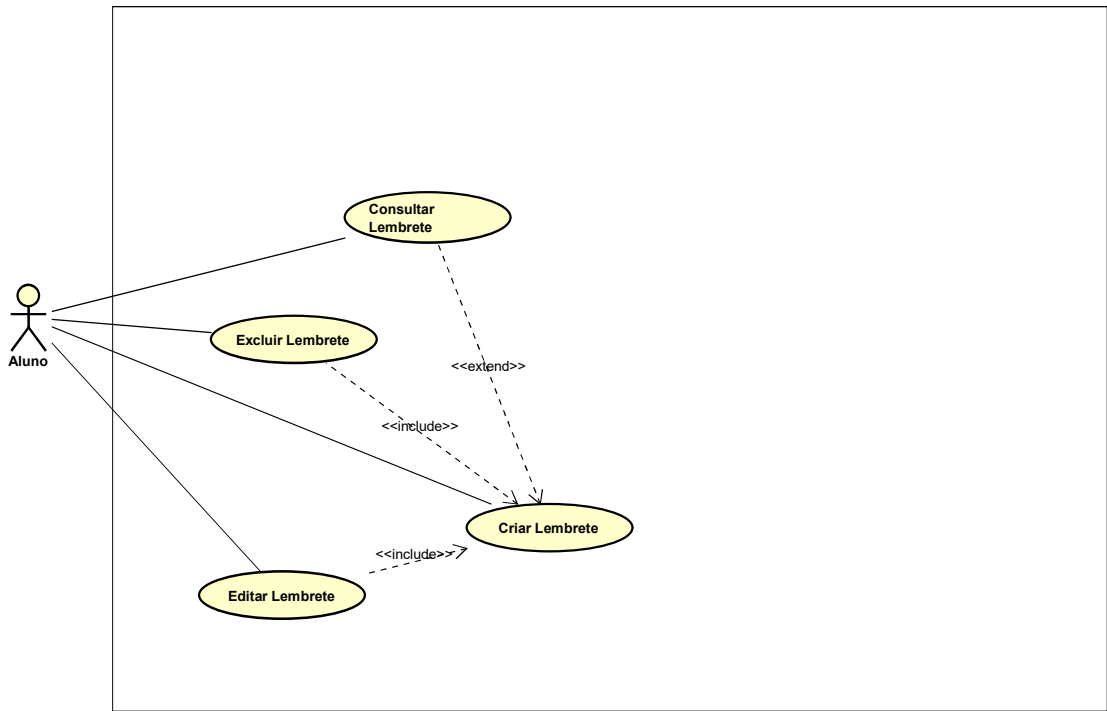 Consultar
Lembrete
Aluno
Excluir Lembrete
<<extend>>
<<include>>
Criar Lembrete
<<include>>
Editar Lembrete